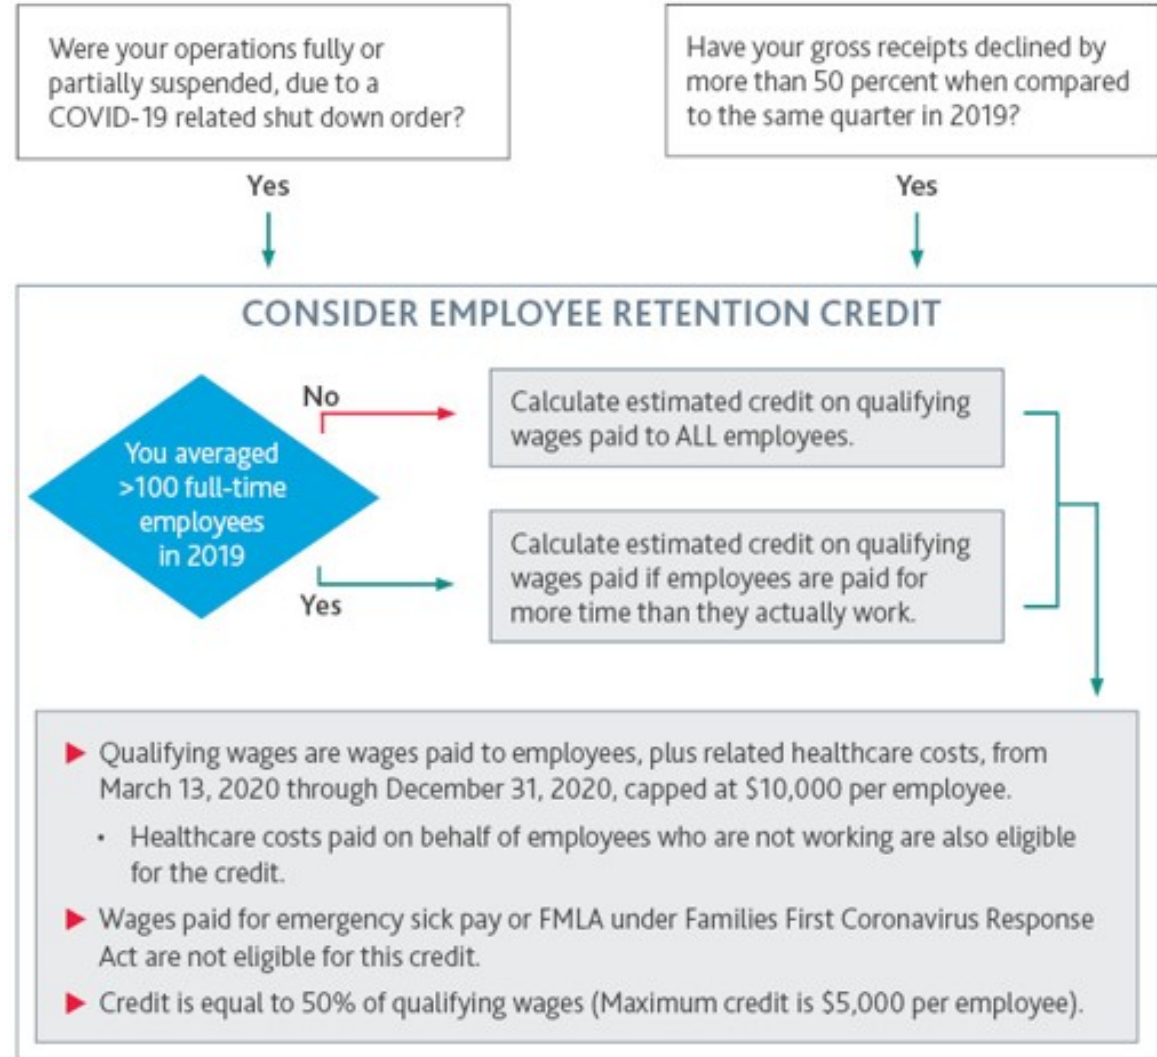 Were your operations fully or
partially suspended, due to a
COVID-19 related shut down order?
Yes
Have your gross receipts declined by
more than 50 percent when compared
to the same quarter in 2019?
Yes
CONSIDER EMPLOYEE RETENTION CREDIT
You averaged
>100 full-time
employees
in 2019
No
Calculate estimated credit on qualifying
wages paid to ALL employees.
Yes
Calculate estimated credit on qualifying
wages paid if employees are paid for
more time than they actually work.
▶ Qualifying wages are wages paid to employees, plus related healthcare costs, from
March 13, 2020 through December 31, 2020, capped at $10,000 per employee.
• Healthcare costs paid on behalf of employees who are not working are also eligible
for the credit.
▶ Wages paid for emergency sick pay or FMLA under Families First Coronavirus Response
Act are not eligible for this credit.
▶ Credit is equal to 50% of qualifying wages (Maximum credit is $5,000 per employee).